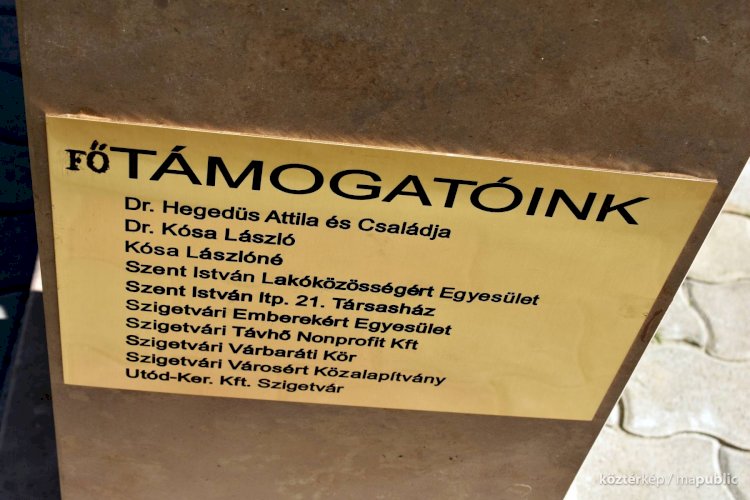 FŐTÁMOGATÓINK
Dr. Hegedüs Attila és Családja
Dr. Kósa László
Kósa Lászlóné
Szent István Lakóközösségért Egyesület
Szent István ltp. 21. Társasház
Szigetvári Emberekért Egyesület
Szigetvári Távhő Nonprofit Kft
Szigetvári Várbaráti Kör
Szigetvári Városért Közalapítvány
Utód-Ker. Kft. Szigetvár
köztérkép / mapublic